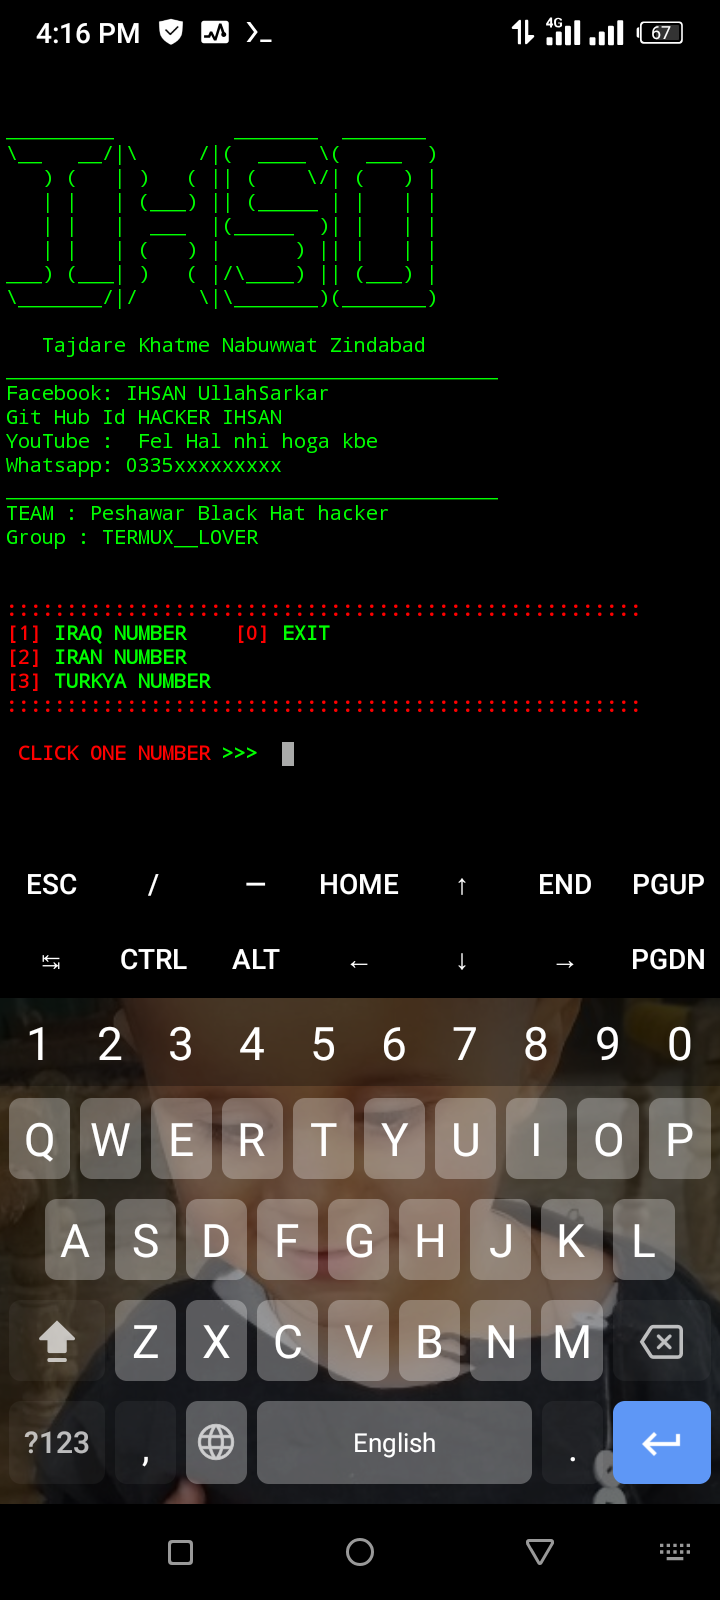 4:16 PM 4G 67
IHSO
Tajdare Khatme Nabuwwat Zindabad
Facebook: IHSAN UllahSarkar
Git Hub Id HACKER IHSAN
YouTube :  Fel Hal nhi hoga kbe
Whatsapp: 0335xxxxxxxxx
TEAM : Peshawar Black Hat hacker
Group : TERMUX__LOVER
::::::::::::::::::::::::::::::::::::::::::::::::::::::
[1] IRAQ NUMBER    [0] EXIT
[2] IRAN NUMBER
[3] TURKYA NUMBER
::::::::::::::::::::::::::::::::::::::::::::::::::::::
CLICK ONE NUMBER >>>
ESC / — HOME ↑ END PGUP
↹ CTRL ALT ← ↓ → PGDN
1 2 3 4 5 6 7 8 9 0
Q W E R T Y U I O P
A S D F G H J K L
Z X C V B N M
?123 , English .